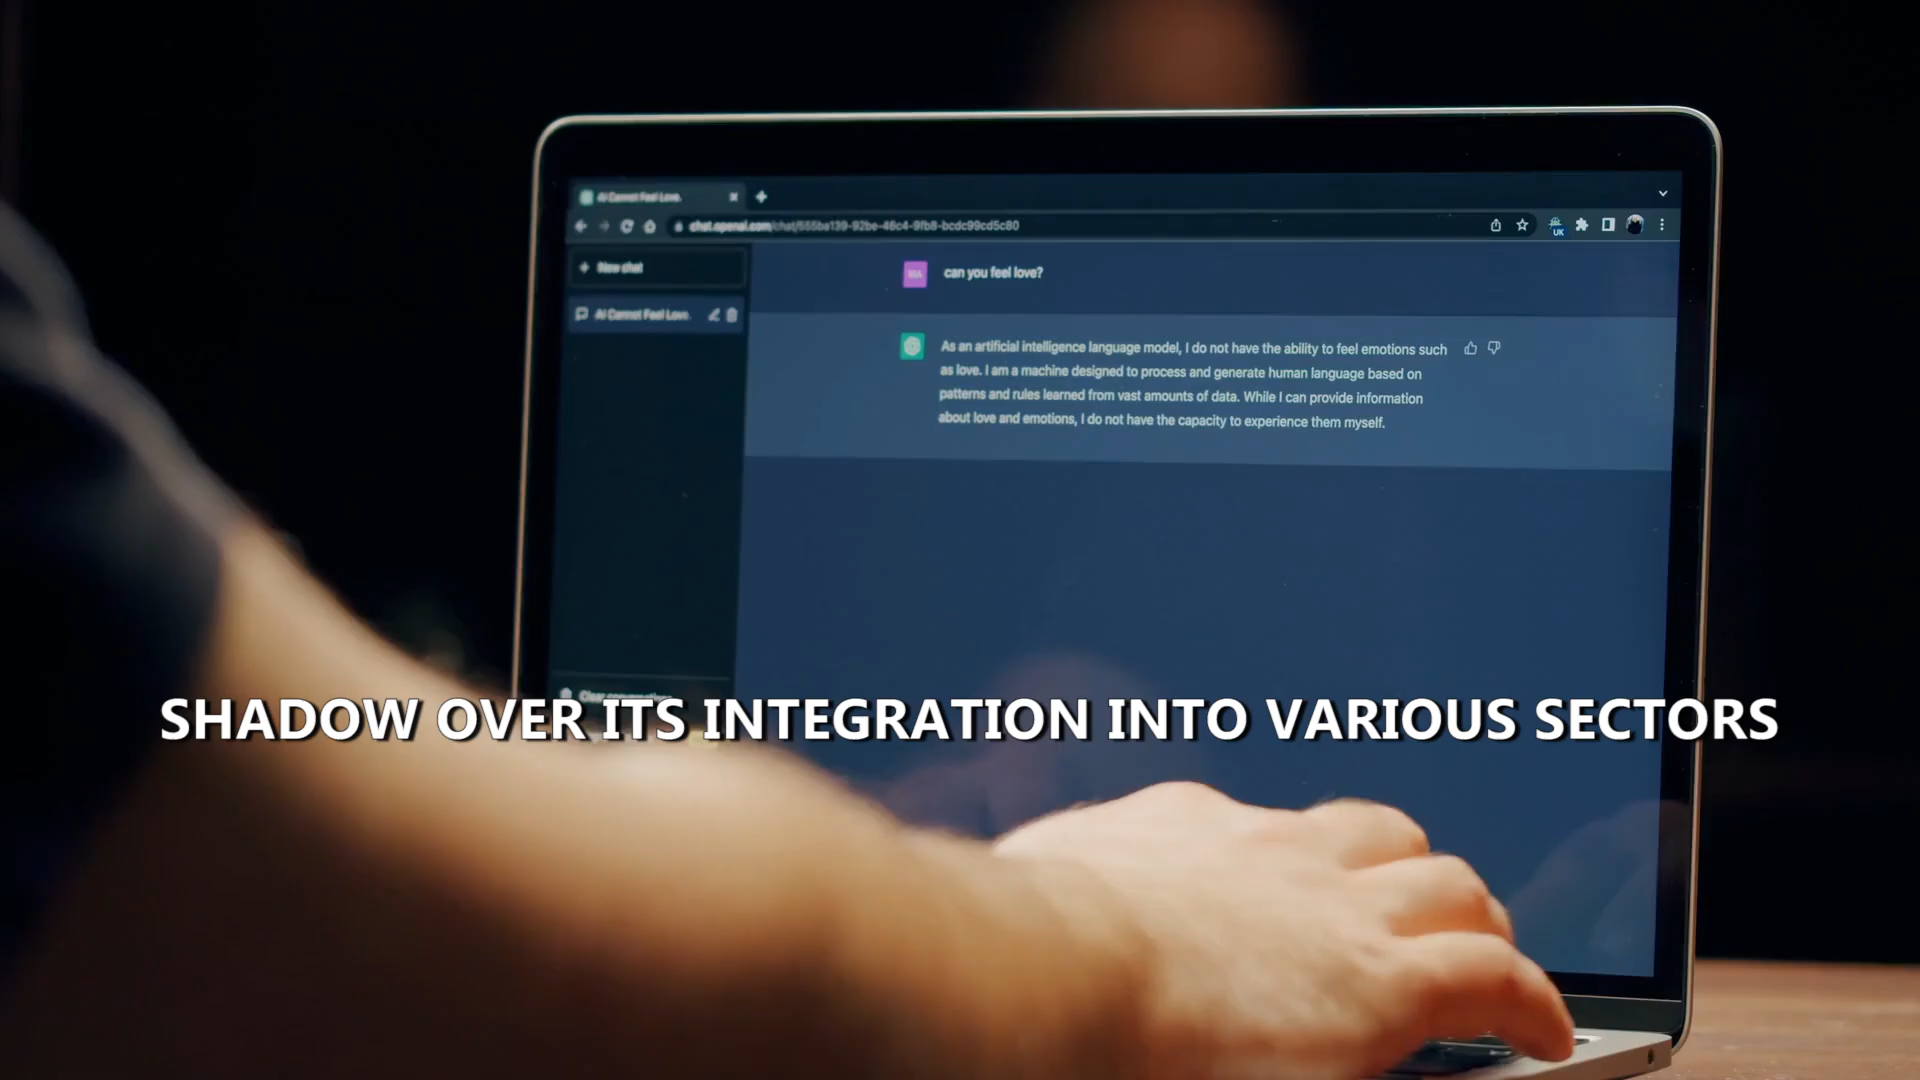 AI Cannot Feel Love.
chat.openai.com/chat/555ba139-92be-46c4-9fb8-bcdc99cd5c80
UK
New chat
MA can you feel love?
AI Cannot Feel Love.
As an artificial intelligence language model, I do not have the ability to feel emotions such
as love. I am a machine designed to process and generate human language based on
patterns and rules learned from vast amounts of data. While I can provide information
about love and emotions, I do not have the capacity to experience them myself.
Clear conversations
SHADOW OVER ITS INTEGRATION INTO VARIOUS SECTORS